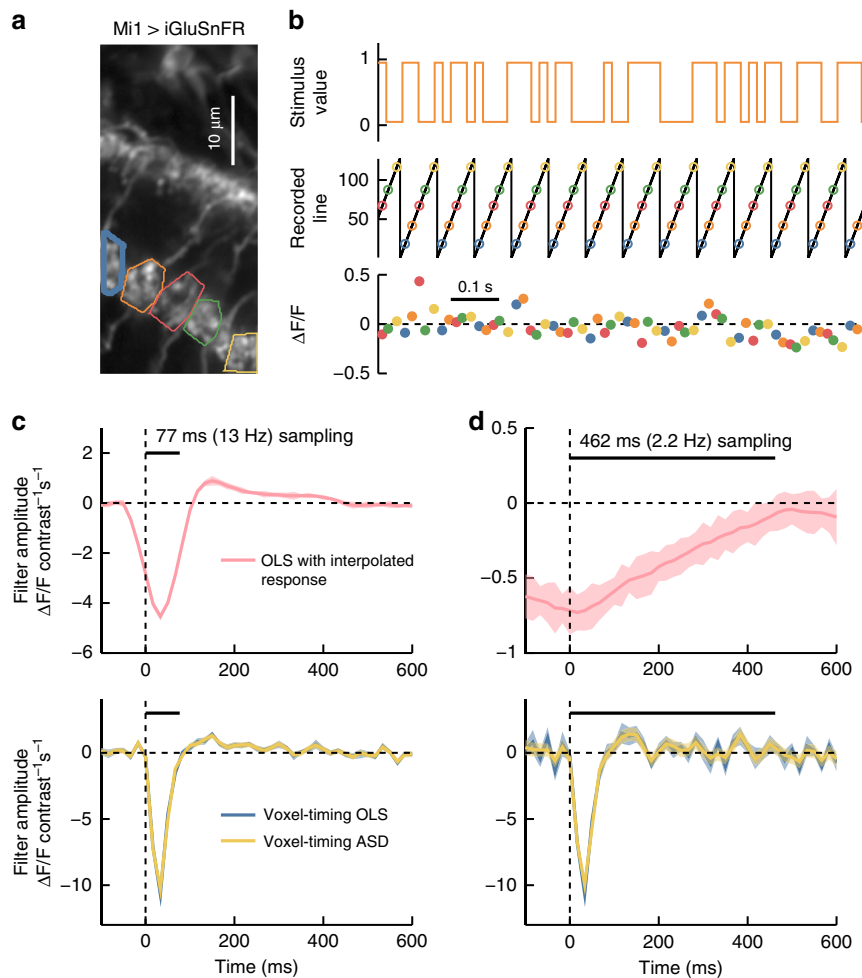 a
Mi1 > iGluSnFR
10 µm
b
Stimulus value
1
0
Recorded line
100
50
ΔF/F
0.5
0
−0.5
0.1 s
c
77 ms (13 Hz) sampling
Filter amplitude
ΔF/F contrast⁻¹s⁻¹
2
0
−2
−4
−6
OLS with interpolated
response
0
200
400
600
d
462 ms (2.2 Hz) sampling
0.5
0
−0.5
−1
0
200
400
600
Filter amplitude
ΔF/F contrast⁻¹s⁻¹
0
−5
−10
Voxel-timing OLS
Voxel-timing ASD
0
200
400
600
Time (ms)
0
−5
−10
0
200
400
600
Time (ms)